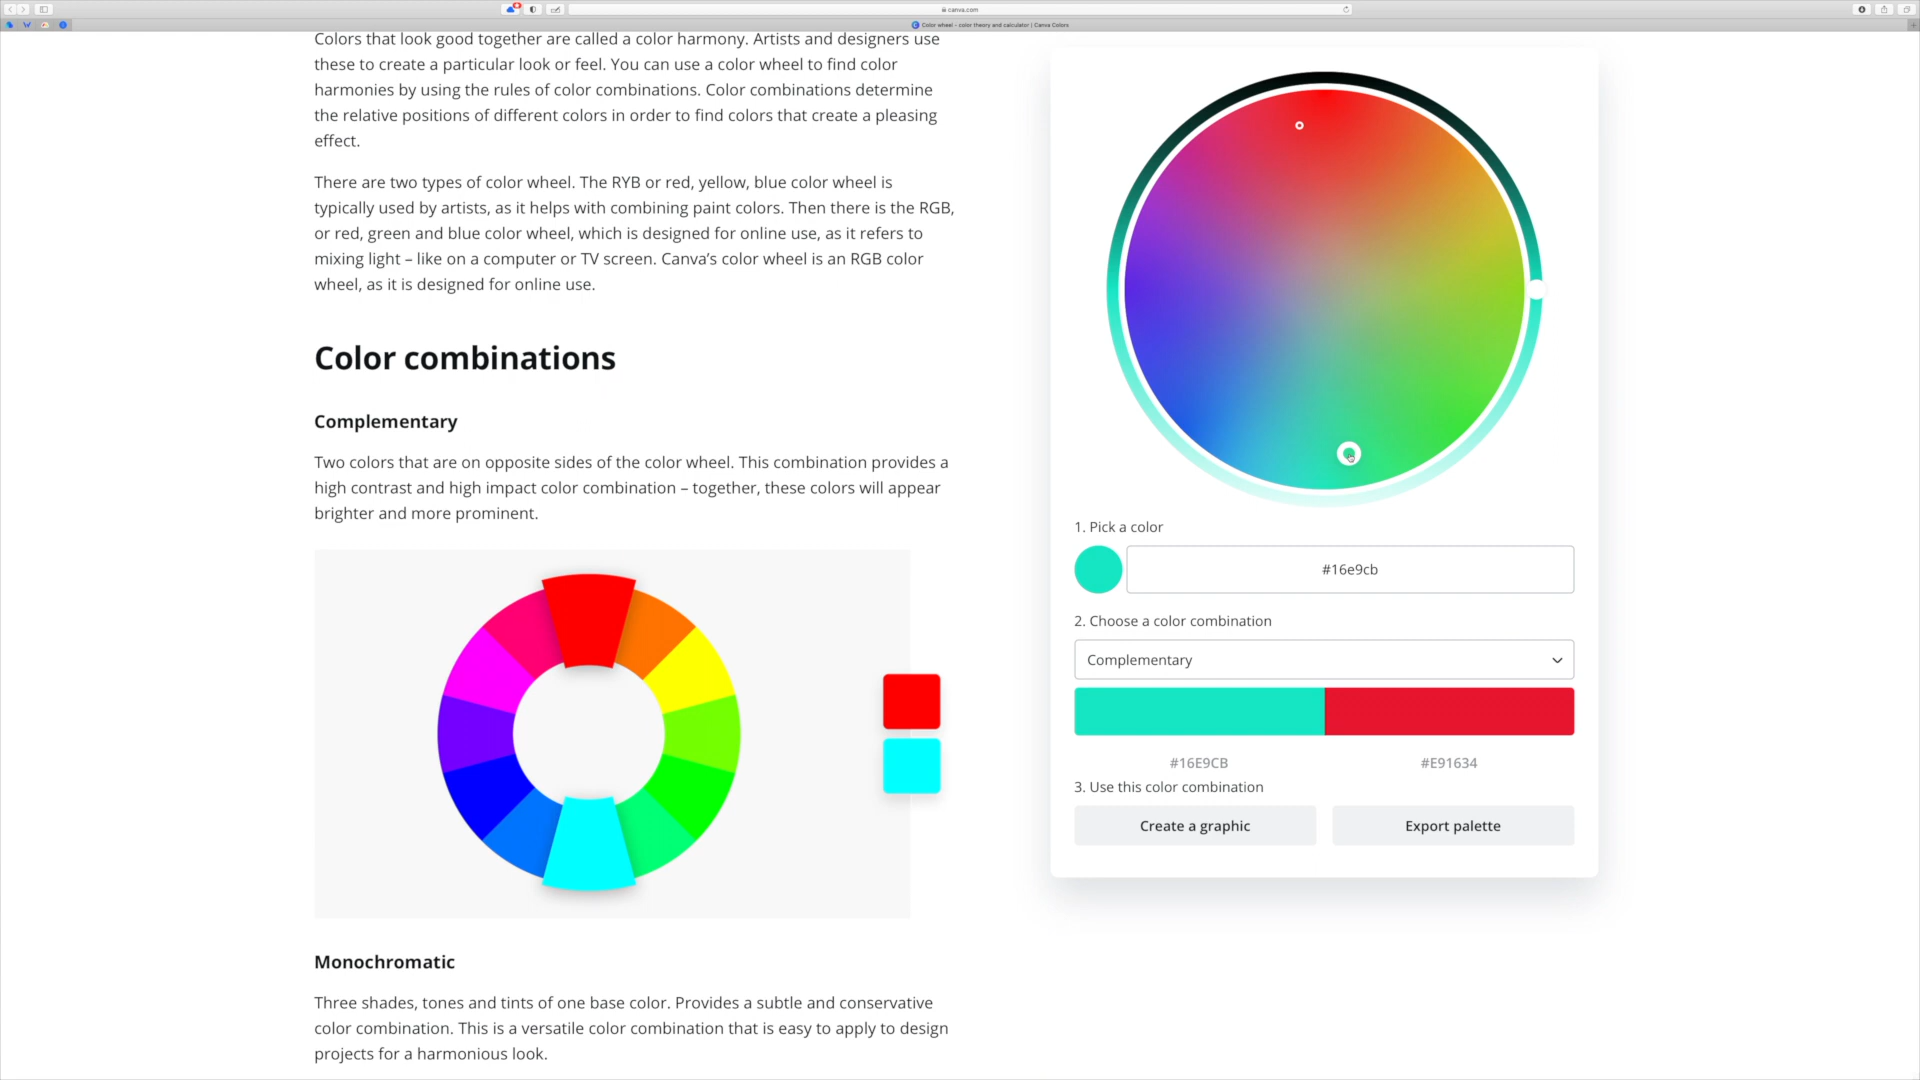 canva.com
Color wheel - color theory and calculator | Canva Colors
Colors that look good together are called a color harmony. Artists and designers use
these to create a particular look or feel. You can use a color wheel to find color
harmonies by using the rules of color combinations. Color combinations determine
the relative positions of different colors in order to find colors that create a pleasing
effect.
There are two types of color wheel. The RYB or red, yellow, blue color wheel is
typically used by artists, as it helps with combining paint colors. Then there is the RGB,
or red, green and blue color wheel, which is designed for online use, as it refers to
mixing light – like on a computer or TV screen. Canva’s color wheel is an RGB color
wheel, as it is designed for online use.
Color combinations
Complementary
Two colors that are on opposite sides of the color wheel. This combination provides a
high contrast and high impact color combination – together, these colors will appear
brighter and more prominent.
Monochromatic
Three shades, tones and tints of one base color. Provides a subtle and conservative
color combination. This is a versatile color combination that is easy to apply to design
projects for a harmonious look.
1. Pick a color
#16e9cb
2. Choose a color combination
Complementary
#16E9CB #E91634
3. Use this color combination
Create a graphic Export palette